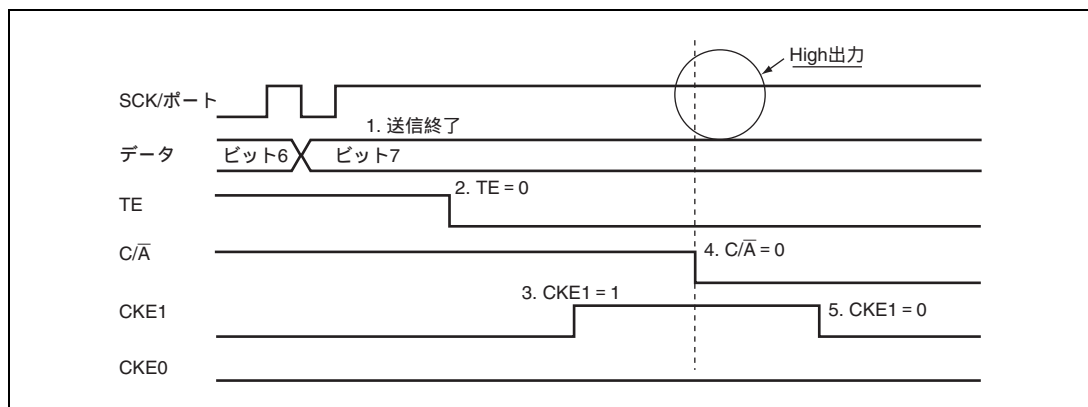 High出力
SCK/ポート
1. 送信終了
データ
ビット6
ビット7
2. TE = 0
TE
C/A̅
4. C/A̅ = 0
3. CKE1 = 1
CKE1
5. CKE1 = 0
CKE0